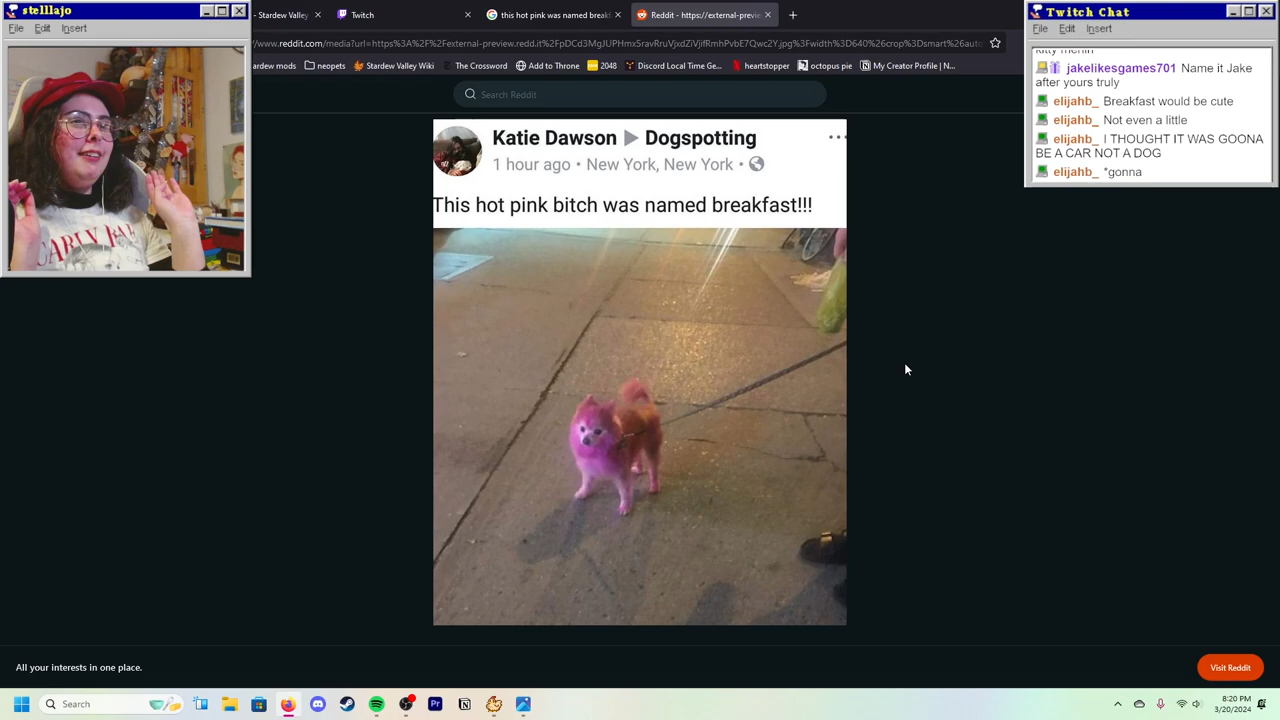 stelllajo
File Edit Insert
- Star
Valley
Twitch
this hot pink
named breakf
Reddit - https://external-previ
www.reddit.com
ardew mods
ew Valley Wiki
The Crossword
Add to Throne
2048
Discord Local Time Ge...
heartstopper
octopus pie
My Creator Profile | N...
Search Reddit
Katie Dawson ▶ Dogspotting
1 hour ago • New York, New York •
This hot pink bitch was named breakfast!!!
Twitch Chat
File Edit Insert
jakelikesgames701 Name it Jake
after yours truly
elijahb_ Breakfast would be cute
elijahb_ Not even a little
elijahb_ I THOUGHT IT WAS GOONA
BE A CAR NOT A DOG
elijahb_ *gonna
All your interests in one place.
Visit Reddit
Search
8:20 PM
3/20/2024